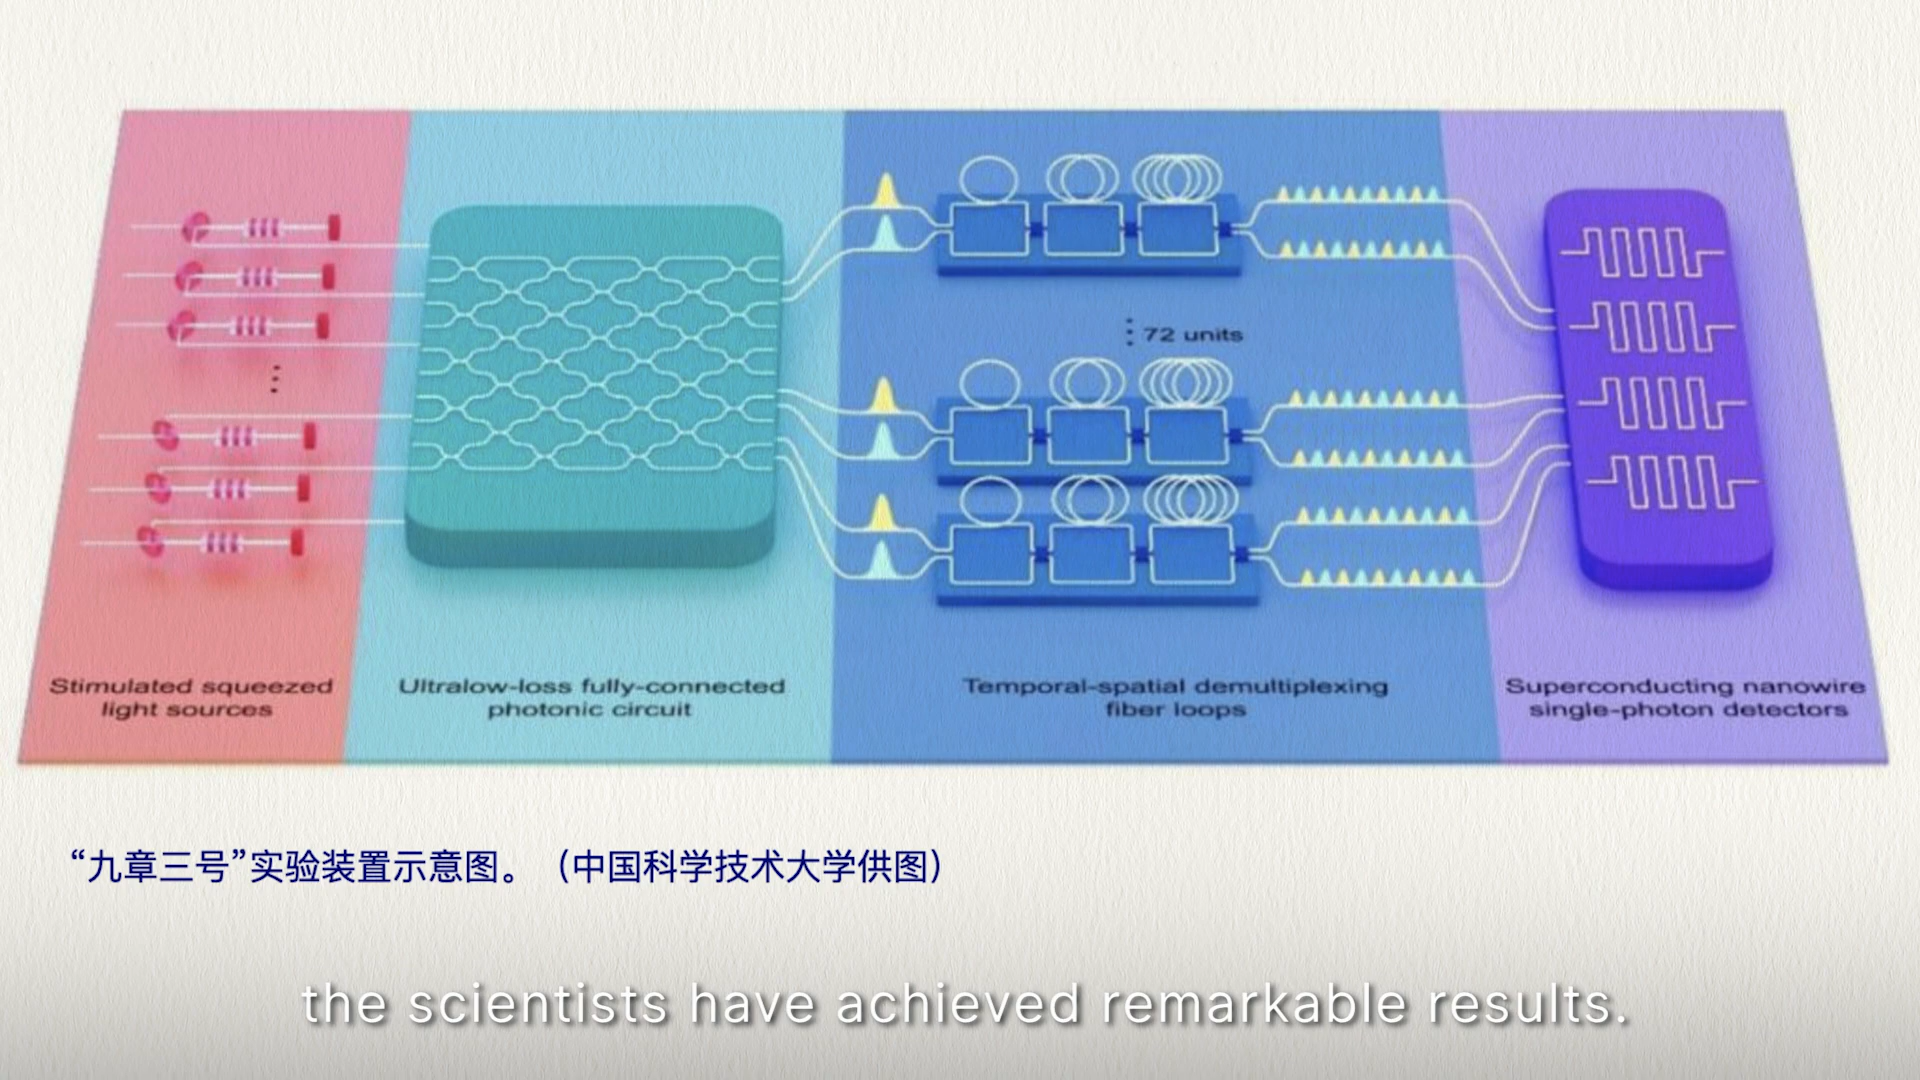 72 units
Stimulated squeezed
light sources
Ultralow-loss fully-connected
photonic circuit
Temporal-spatial demultiplexing
fiber loops
Superconducting nanowire
single-photon detectors
“九章三号”实验装置示意图。（中国科学技术大学供图）
the scientists have achieved remarkable results.